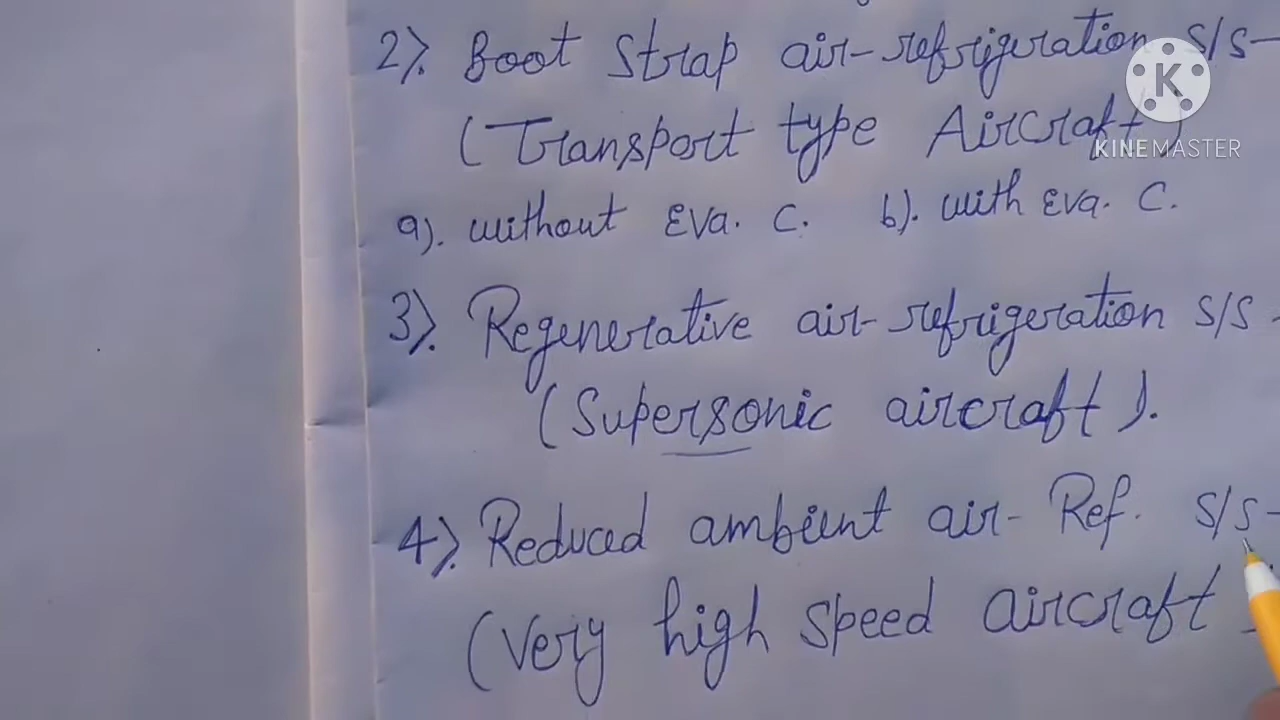 2). Boot Strap air-refrigeration S/S-
(Transport type Aircraft)
a). without Eva. C. b). with Eva. C.
3). Regenerative air-refrigeration S/S -
(Supersonic aircraft).
4). Reduced ambient air- Ref. S/S-
(Very high speed aircraft
K
KINEMASTER